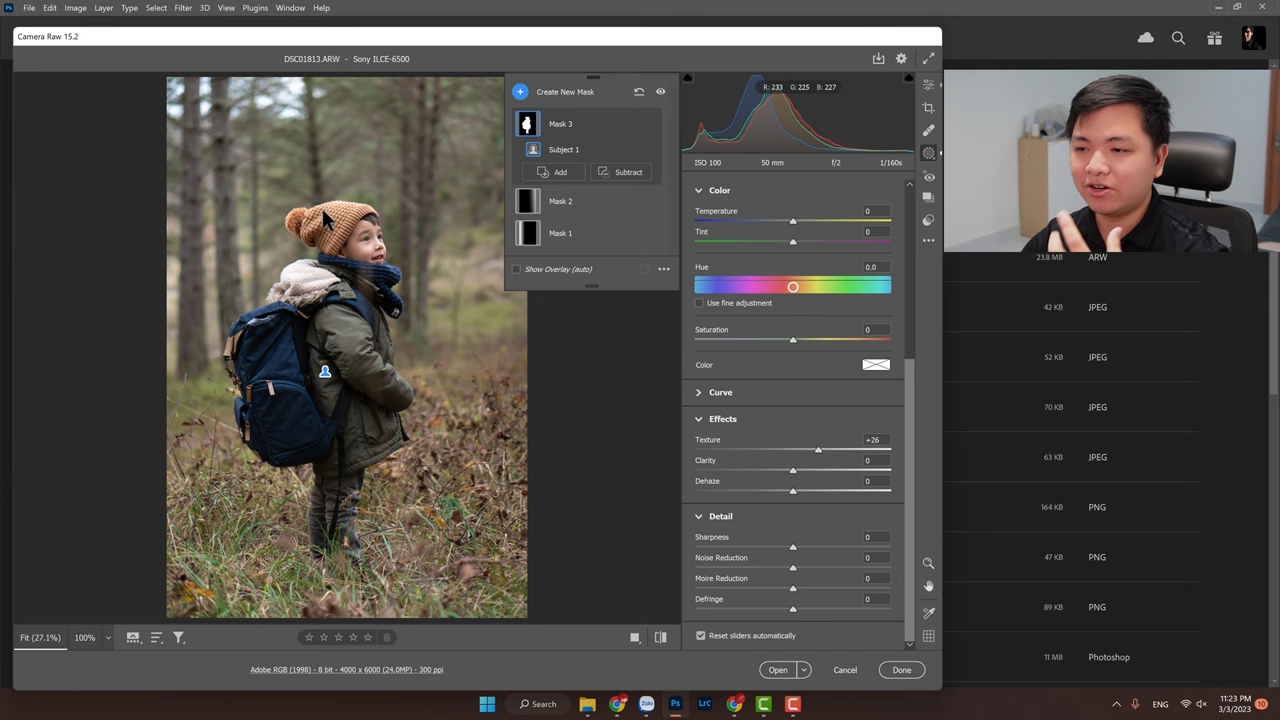 Ps File Edit Image Layer Type Select Filter 3D View Plugins Window Help
Camera Raw 15.2
DSC01813.ARW - Sony ILCE-6500
Create New Mask
Mask 3
Subject 1
Add Subtract
Mask 2
Mask 1
Show Overlay (auto)
R: 233 G: 225 B: 227
ISO 100 50 mm f/2 1/160s
Color
Temperature 0
Tint 0
Hue 0.0
Use fine adjustment
Saturation 0
Color
Curve
Effects
Texture +26
Clarity 0
Dehaze 0
Detail
Sharpness 0
Noise Reduction 0
Moire Reduction 0
Defringe 0
Reset sliders automatically
Fit (27.1%) 100%
Adobe RGB (1998) - 8 bit - 4000 x 6000 (24.0MP) - 300 ppi
Open Cancel Done
23.8 MB ARW
42 KB JPEG
52 KB JPEG
70 KB JPEG
63 KB JPEG
164 KB PNG
47 KB PNG
89 KB PNG
11 MB Photoshop
Search
Zalo
Ps
LrC
ENG
11:23 PM
3/3/2023
10